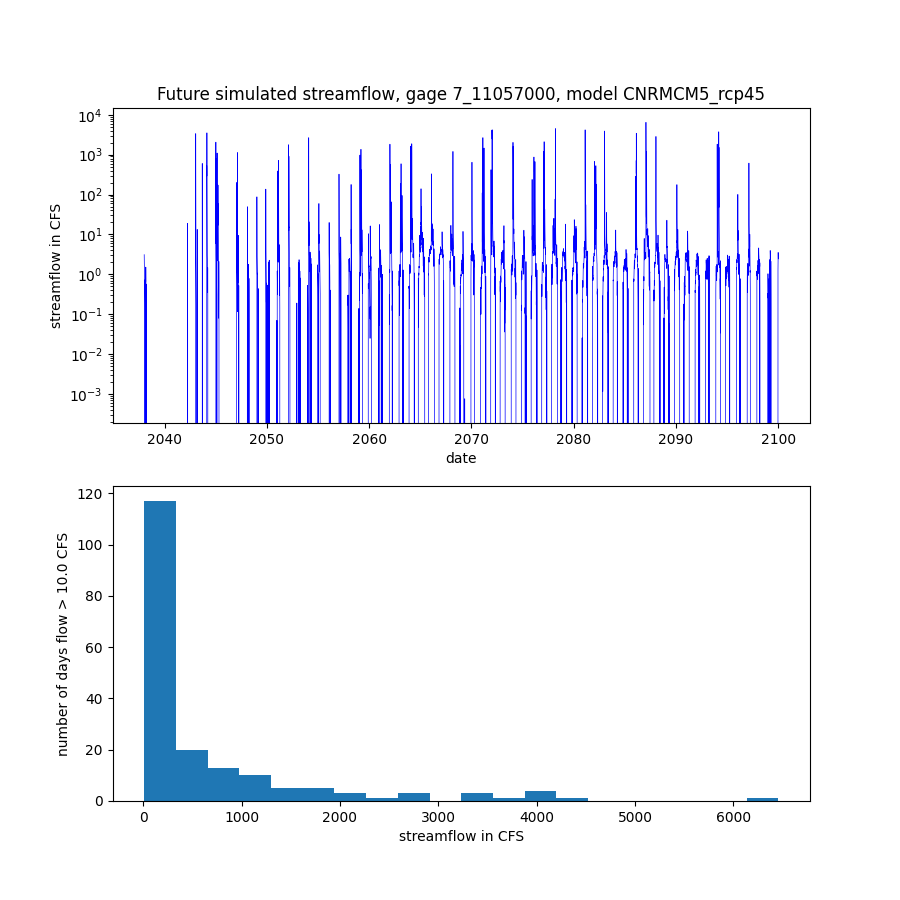 Future simulated streamflow, gage 7_11057000, model CNRMCM5_rcp45
streamflow in CFS
10⁴
10³
10²
10¹
10⁰
10⁻¹
10⁻²
10⁻³
2040 2050 2060 2070 2080 2090 2100
date
number of days flow > 10.0 CFS
120
100
80
60
40
20
0
0 1000 2000 3000 4000 5000 6000
streamflow in CFS